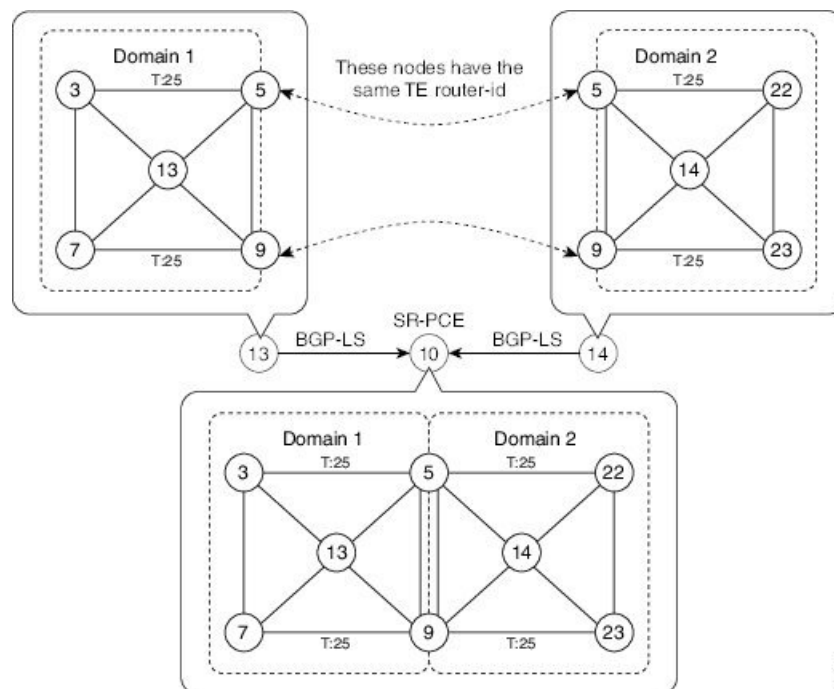 Domain 1
T:25
3
5
13
7
9
T:25
These nodes have the
same TE router-id
Domain 2
T:25
5
22
14
9
23
T:25
SR-PCE
13
BGP-LS
10
BGP-LS
14
Domain 1
Domain 2
T:25
T:25
3
5
22
13
14
7
9
23
T:25
T:25